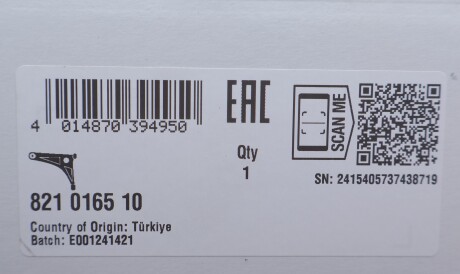 4 014870 394950
EAC
SCAN ME
Qty
1
SN: 2415405737438719
821 0165 10
Country of Origin: Türkiye
Batch: E001241421